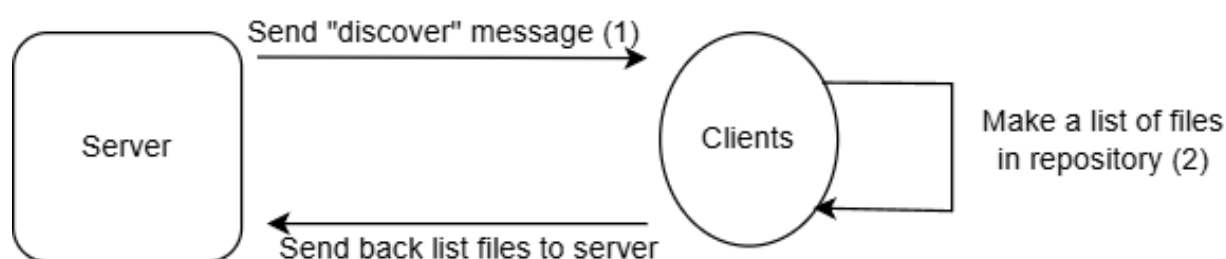 Send "discover" message (1)
Server
Clients
Make a list of files
in repository (2)
Send back list files to server